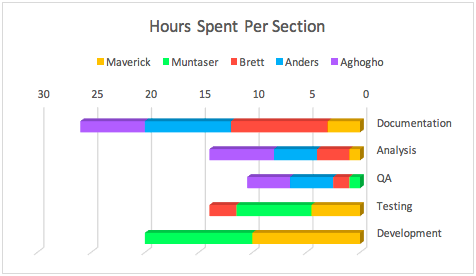 Hours Spent Per Section
Maverick Muntaser Brett Anders Aghogho
30 25 20 15 10 5 0
Documentation
Analysis
QA
Testing
Development